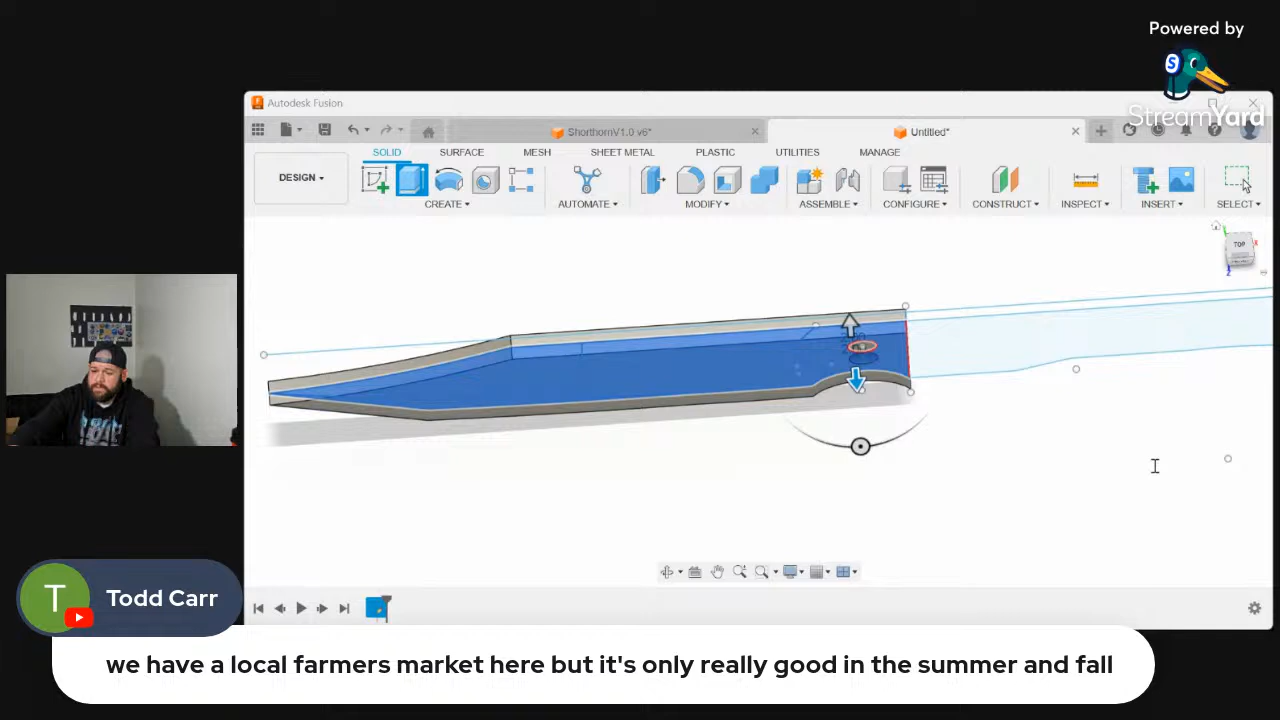 Powered by
S
StreamYard
Autodesk Fusion
ShorthornV1.0 v6*
Untitled*
SOLID
SURFACE
MESH
SHEET METAL
PLASTIC
UTILITIES
MANAGE
DESIGN
CREATE
AUTOMATE
MODIFY
ASSEMBLE
CONFIGURE
CONSTRUCT
INSPECT
INSERT
SELECT
TOP
X
Z
T
Todd Carr
we have a local farmers market here but it's only really good in the summer and fall